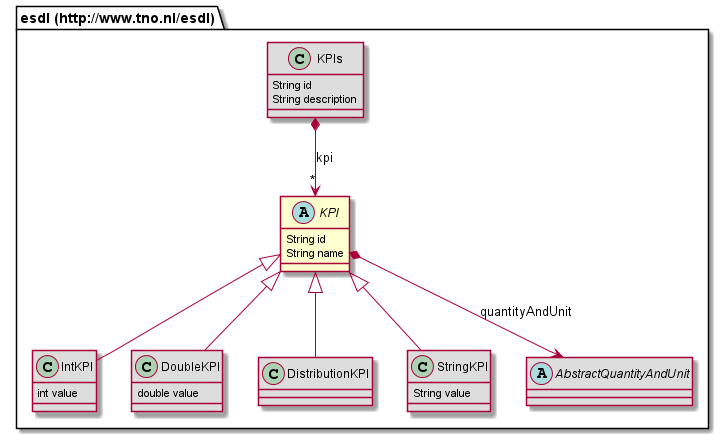 esdl (http://www.tno.nl/esdl)
C KPIs
String id
String description
kpi
*
A KPI
String id
String name
quantityAndUnit
C IntKPI
int value
C DoubleKPI
double value
C DistributionKPI
C StringKPI
String value
A AbstractQuantityAndUnit